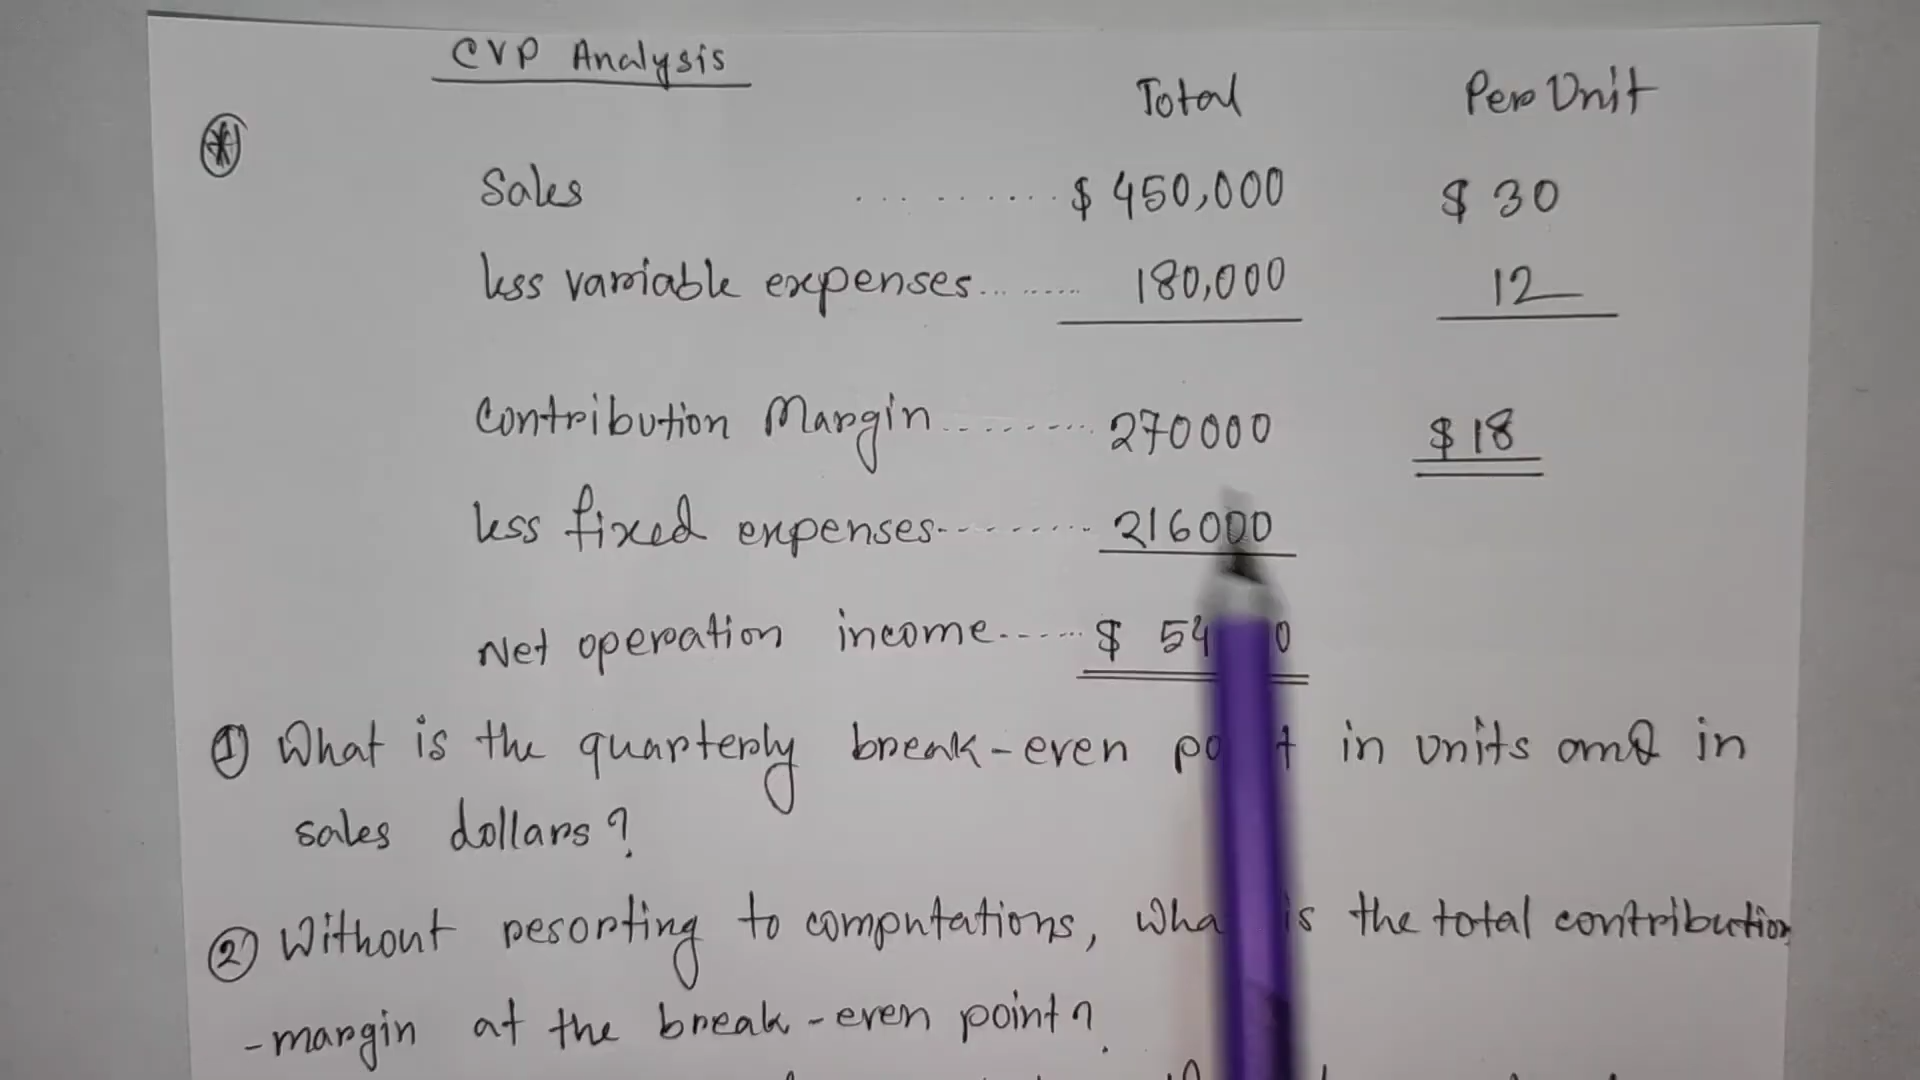 CVP Analysis
Total Per Unit
Sales .......... $ 450,000 $ 30
less variable expenses......... 180,000 12
Contribution Margin......... 270000 $ 18
less fixed expenses......... 216000
Net operation income...... $
① What is the quarterly break-even in units and in
sales dollars?
② Without resorting to computations, is the total contribution
-margin at the break-even point?